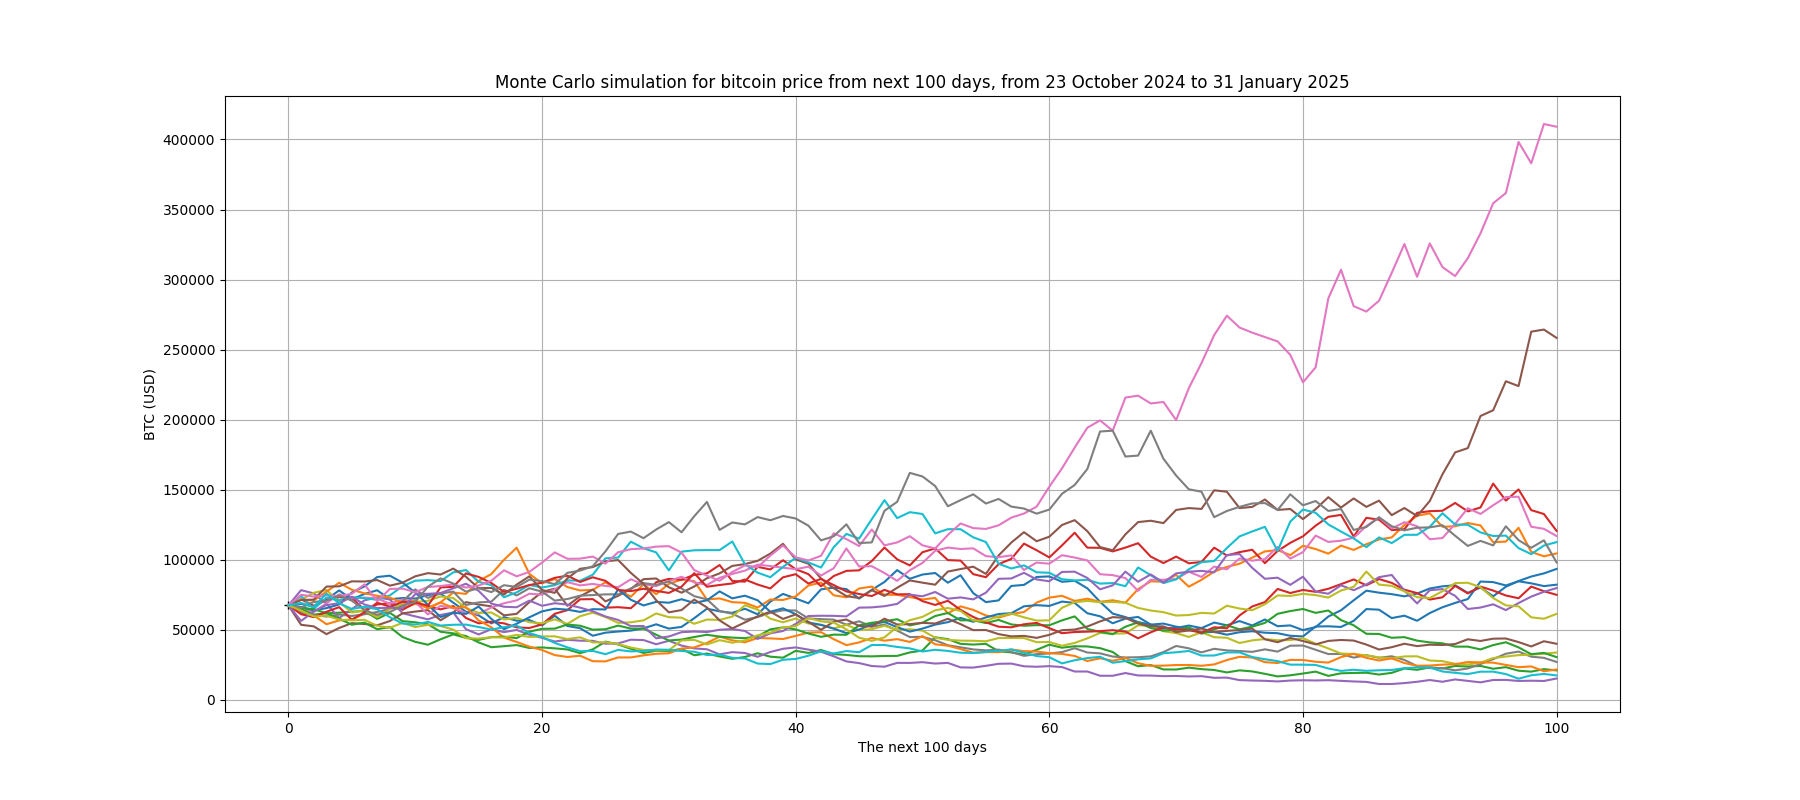 Monte Carlo simulation for bitcoin price from next 100 days, from 23 October 2024 to 31 January 2025
400000
350000
300000
250000
200000
150000
100000
50000
0
BTC (USD)
0 20 40 60 80 100
The next 100 days